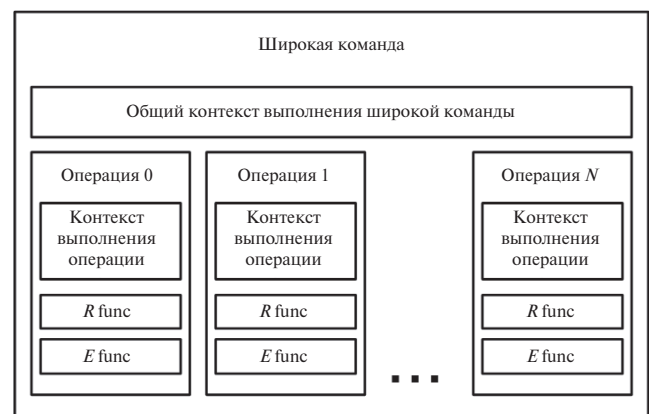 Широкая команда
Общий контекст выполнения широкой команды
Операция 0
Контекст
выполнения
операции
R func
E func
Операция 1
Контекст
выполнения
операции
R func
E func
...
Операция N
Контекст
выполнения
операции
R func
E func